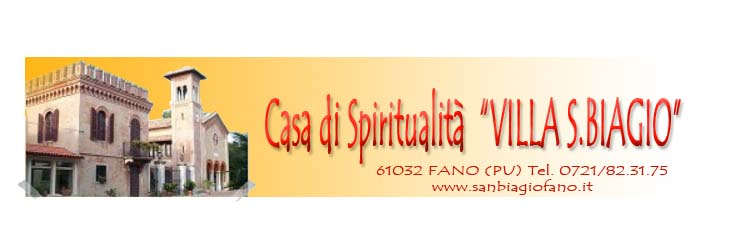 Casa di Spiritualità "VILLA S.BIAGIO"
61032 FANO (PU) Tel. 0721/82.31.75
www.sanbiagiofano.it